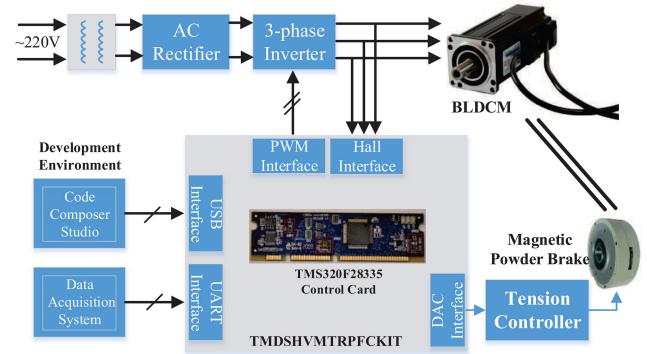 ~220V
AC
Rectifier
3-phase
Inverter
BLDCM
PWM
Interface
Hall
Interface
Development
Environment
Code
Composer
Studio
USB
Interface
Data
Acquisition
System
UART
Interface
TMS320F28335
Control Card
DAC
Interface
Magnetic
Powder Brake
Tension
Controller
TMDSHVMTRPFCKIT